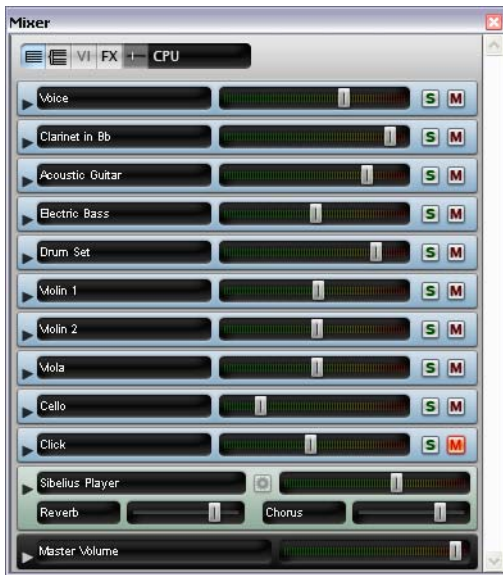 Mixer
VI FX CPU
Voice S M
Clarinet in Bb S M
Acoustic Guitar S M
Electric Bass S M
Drum Set S M
Violin 1 S M
Violin 2 S M
Viola S M
Cello S M
Click S M
Sibelius Player
Reverb Chorus
Master Volume